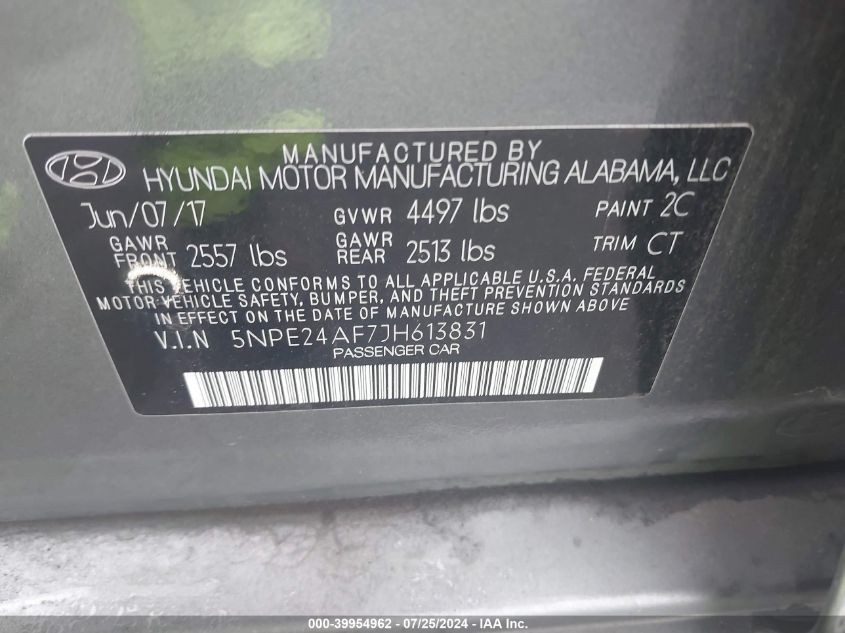 MANUFACTURED BY
HYUNDAI MOTOR MANUFACTURING ALABAMA, LLC
Jun/07/17 GVWR 4497 lbs PAINT 2C
GAWR FRONT 2557 lbs GAWR REAR 2513 lbs TRIM CT
THIS VEHICLE CONFORMS TO ALL APPLICABLE U.S.A. FEDERAL
MOTOR VEHICLE SAFETY, BUMPER, AND THEFT PREVENTION STANDARDS
IN EFFECT ON THE DATE OF MANUFACTURE SHOWN ABOVE
V.I.N 5NPE24AF7JH613831
PASSENGER CAR
000-39954962 - 07/25/2024 - IAA Inc.